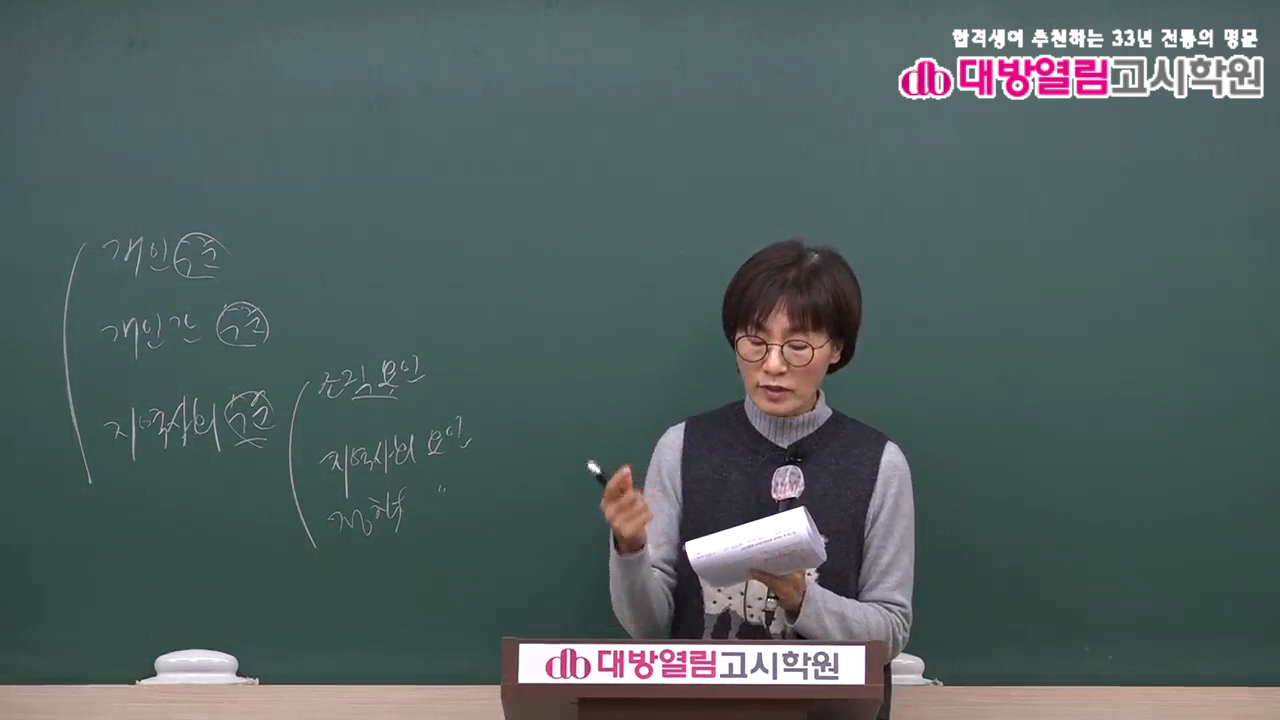 합격생이 추천하는 33년 전통의 명문
대방열림고시학원
개인 수준
개인간 수준
지역사회 수준
조직 요인
지역사회 요인
정책 "
대방열림고시학원